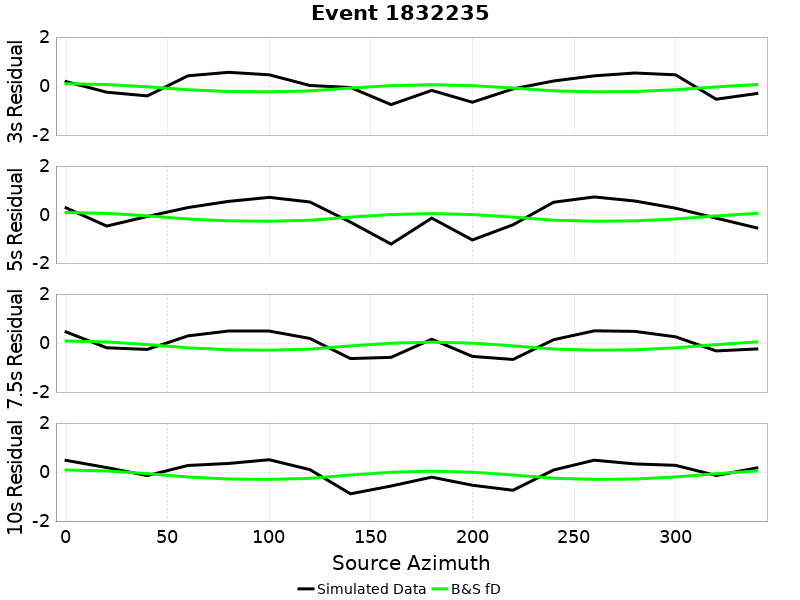 Event 1832235
3s Residual
2
0
-2
5s Residual
2
0
-2
7.5s Residual
2
0
-2
10s Residual
2
0
-2
0 50 100 150 200 250 300
Source Azimuth
Simulated Data B&S fD